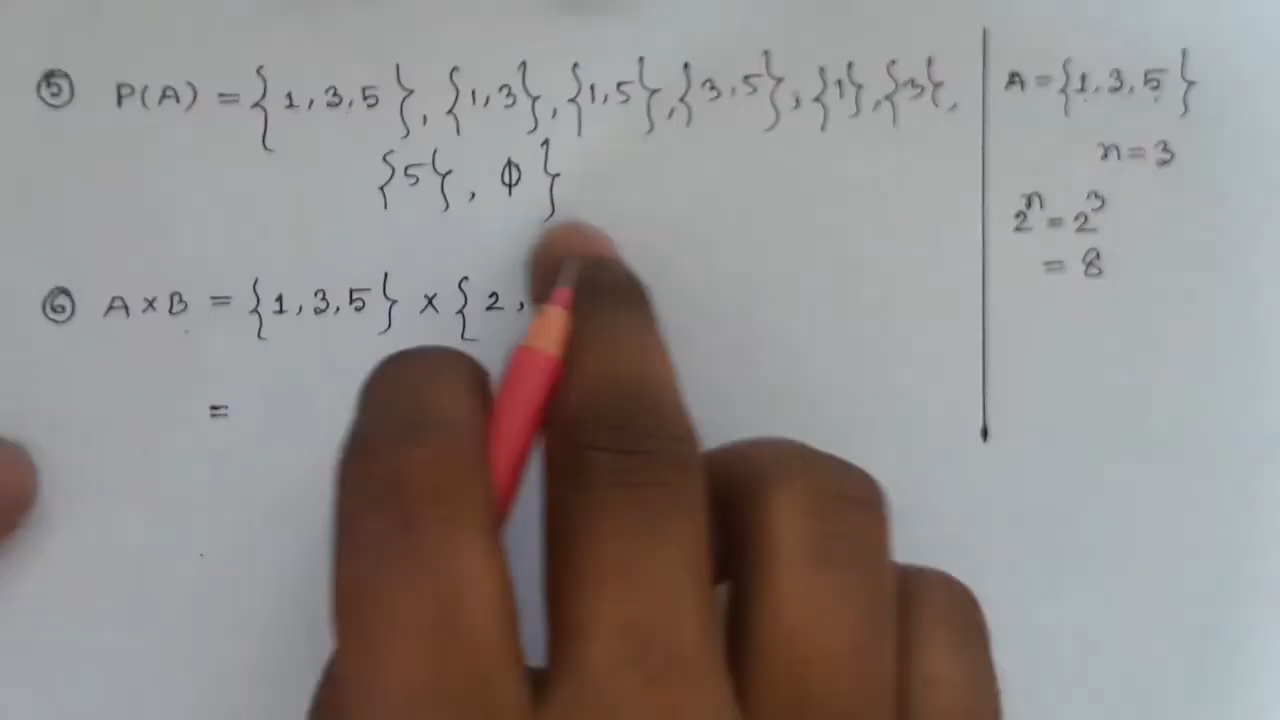 ⑤ P(A) = { 1, 3, 5 }, {1, 3}, {1, 5}, {3, 5}, {1}, {3},
{5}, Φ }
⑥ A × B = {1, 3, 5} × { 2,
=
A = {1, 3, 5}
n = 3
2ⁿ = 2³
= 8